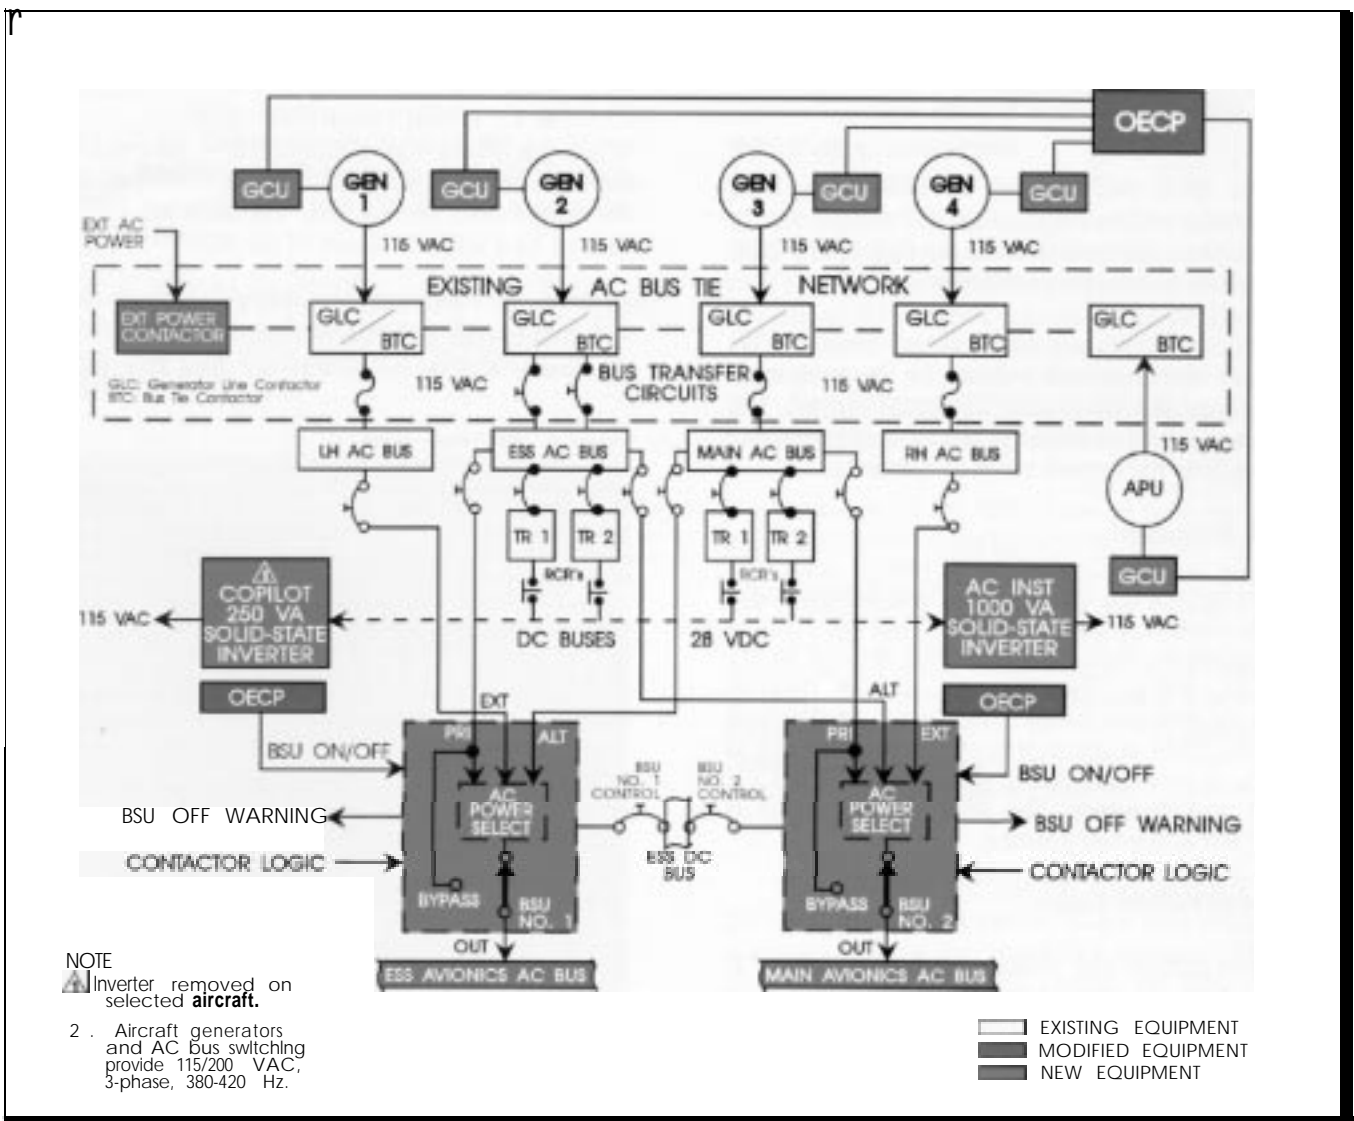 r
OECP
GCU
GEN
1
GCU
GEN
2
GEN
3
GCU
GEN
4
GCU
EXT AC
POWER
115 VAC
115 VAC
115 VAC
115 VAC
EXISTING AC BUS TIE NETWORK
EXT POWER
CONTACTOR
GLC
BTC
GLC
BTC
GLC
BTC
GLC
BTC
GLC
BTC
GLC: Generator Line Contactor
BTC: Bus Tie Contactor
115 VAC
BUS TRANSFER
CIRCUITS
115 VAC
LH AC BUS
ESS AC BUS
MAIN AC BUS
RH AC BUS
115 VAC
APU
TR 1
TR 2
TR 1
TR 2
RCR's
RCR's
GCU
COPILOT
250 VA
SOLID-STATE
INVERTER
115 VAC
AC INST
1000 VA
SOLID-STATE
INVERTER
115 VAC
DC BUSES
28 VDC
OECP
EXT
ALT
OECP
PRI
ALT
PRI
EXT
BSU ON/OFF
BSU ON/OFF
AC
POWER
SELECT
BSU
NO. 1
CONTROL
BSU
NO. 2
CONTROL
AC
POWER
SELECT
BSU OFF WARNING
BSU OFF WARNING
CONTACTOR LOGIC
ESS DC
BUS
CONTACTOR LOGIC
BYPASS
BSU
NO. 1
BYPASS
BSU
NO. 2
OUT
OUT
ESS AVIONICS AC BUS
MAIN AVIONICS AC BUS
NOTE
Inverter removed on
selected aircraft.
2 . Aircraft generators
and AC bus switching
provide 115/200 VAC,
3-phase, 380-420 Hz.
EXISTING EQUIPMENT
MODIFIED EQUIPMENT
NEW EQUIPMENT